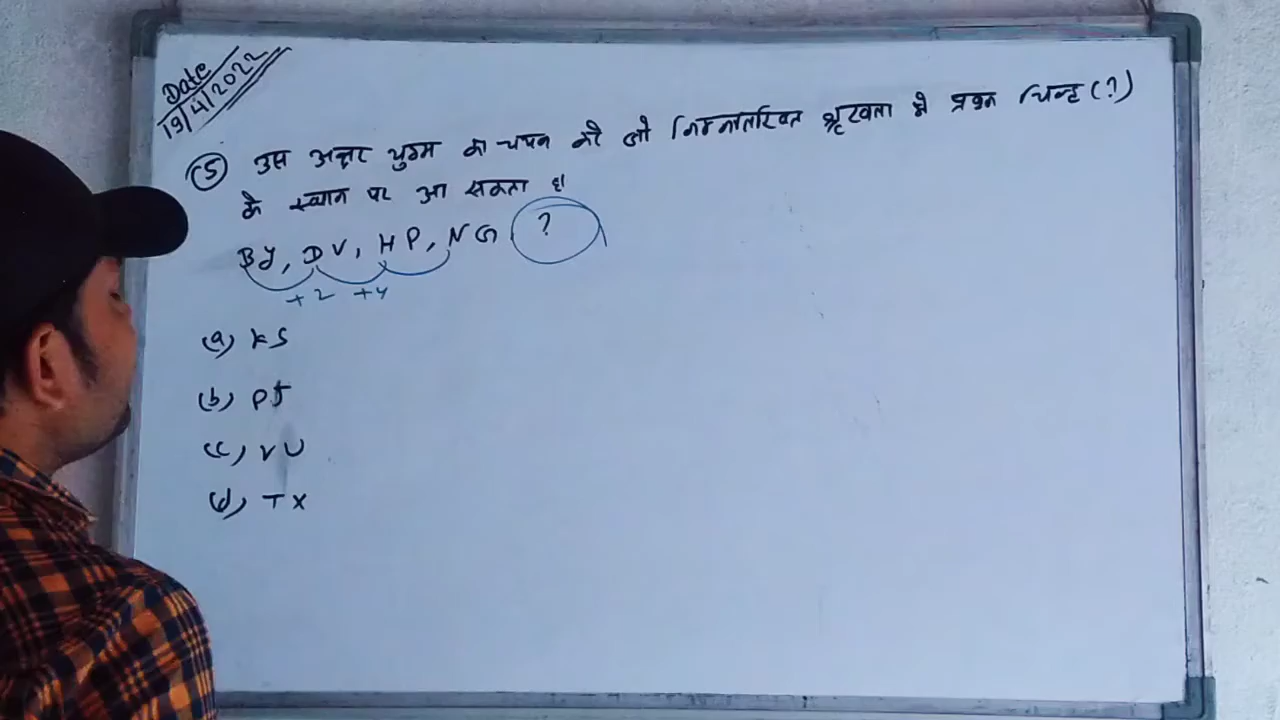 Date
19/4/2022
(5) उस अक्षर युग्म का चयन करे जो निम्नलिखित श्रृंखला मे प्रश्न चिन्ह (?)
के स्थान पर आ सकता है।
BY, DV, HP, NG, ?
+2 +4
(a) KS
(b) PJ
(c) VU
(d) TX